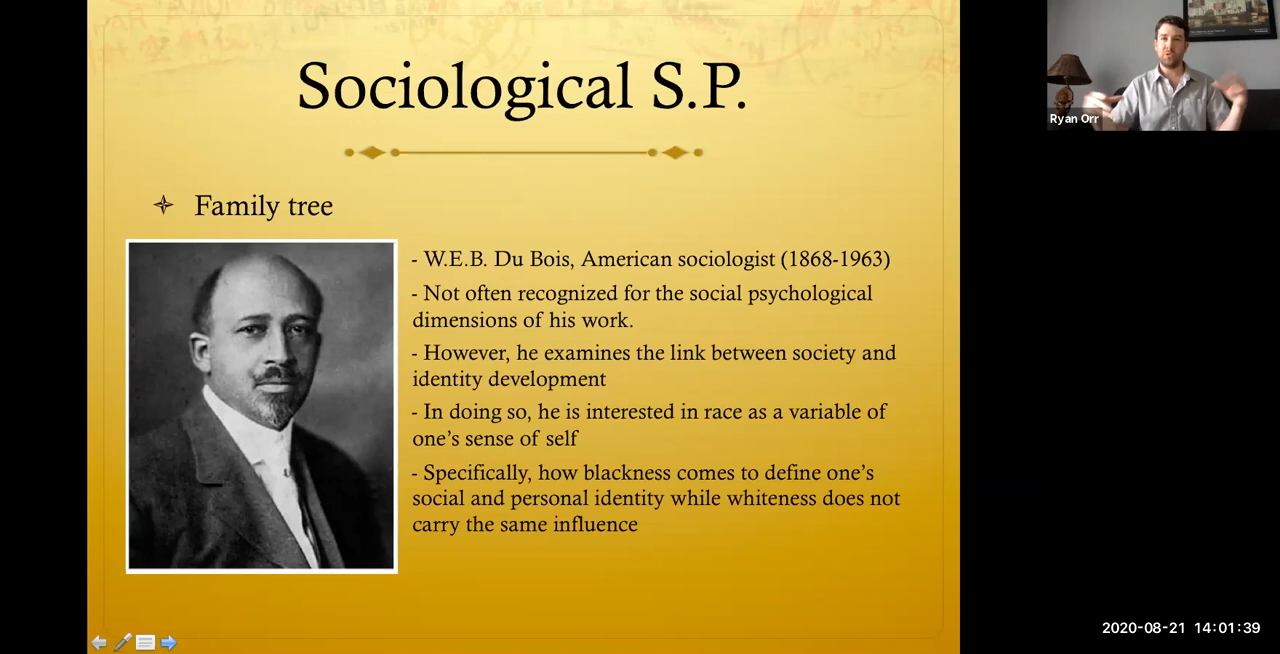 Sociological S.P.
Family tree
- W.E.B. Du Bois, American sociologist (1868-1963)
- Not often recognized for the social psychological
dimensions of his work.
- However, he examines the link between society and
identity development
- In doing so, he is interested in race as a variable of
one’s sense of self
- Specifically, how blackness comes to define one’s
social and personal identity while whiteness does not
carry the same influence
Ryan Orr
2020-08-21 14:01:39